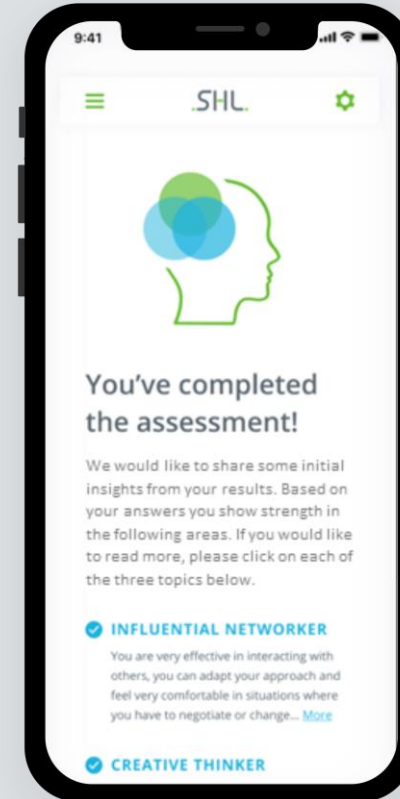 9:41
.SHL.
You've completed
the assessment!
We would like to share some initial
insights from your results. Based on
your answers you show strength in
the following areas. If you would like
to read more, please click on each of
the three topics below.
INFLUENTIAL NETWORKER
You are very effective in interacting with
others, you can adapt your approach and
feel very comfortable in situations where
you have to negotiate or change... More
CREATIVE THINKER